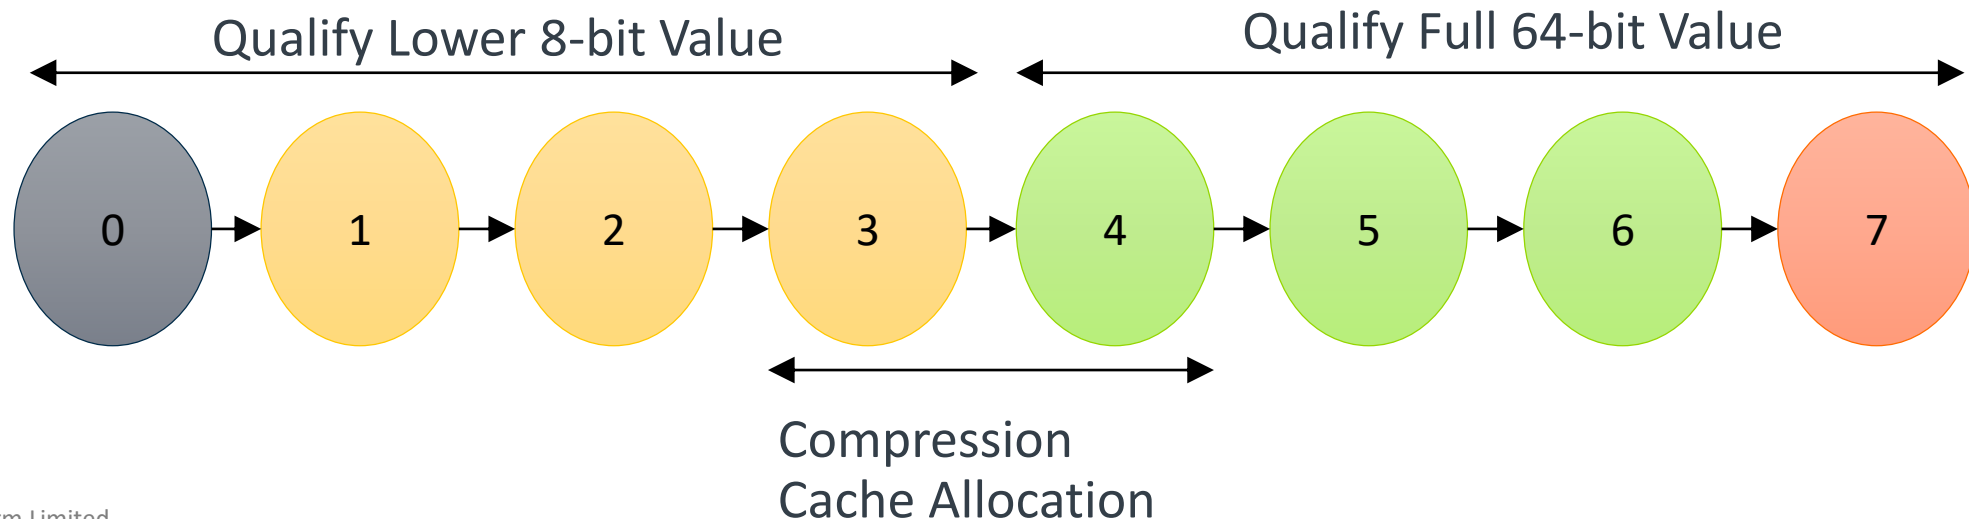 Qualify Lower 8-bit Value
Qualify Full 64-bit Value
0 1 2 3 4 5 6 7
Compression
Cache Allocation
Limited